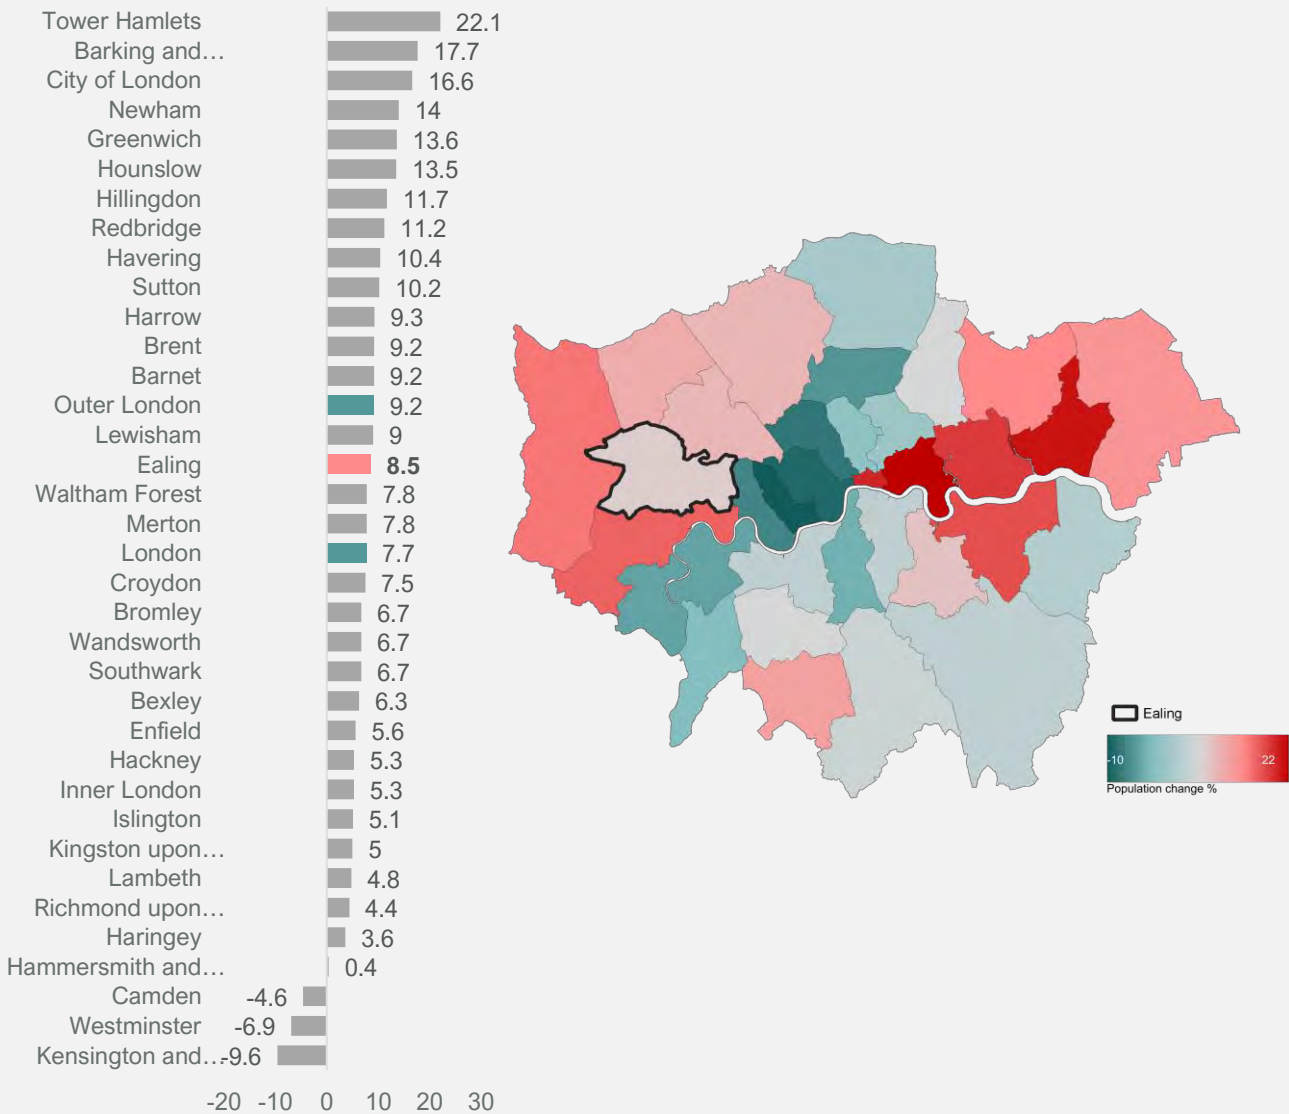 Tower Hamlets 22.1
Barking and… 17.7
City of London 16.6
Newham 14
Greenwich 13.6
Hounslow 13.5
Hillingdon 11.7
Redbridge 11.2
Havering 10.4
Sutton 10.2
Harrow 9.3
Brent 9.2
Barnet 9.2
Outer London 9.2
Lewisham 9
Ealing 8.5
Waltham Forest 7.8
Merton 7.8
London 7.7
Croydon 7.5
Bromley 6.7
Wandsworth 6.7
Southwark 6.7
Bexley 6.3
Enfield 5.6
Hackney 5.3
Inner London 5.3
Islington 5.1
Kingston upon… 5
Lambeth 4.8
Richmond upon… 4.4
Haringey 3.6
Hammersmith and… 0.4
Camden -4.6
Westminster -6.9
Kensington and… -9.6
-20 -10 0 10 20 30
Ealing
-10 22
Population change %